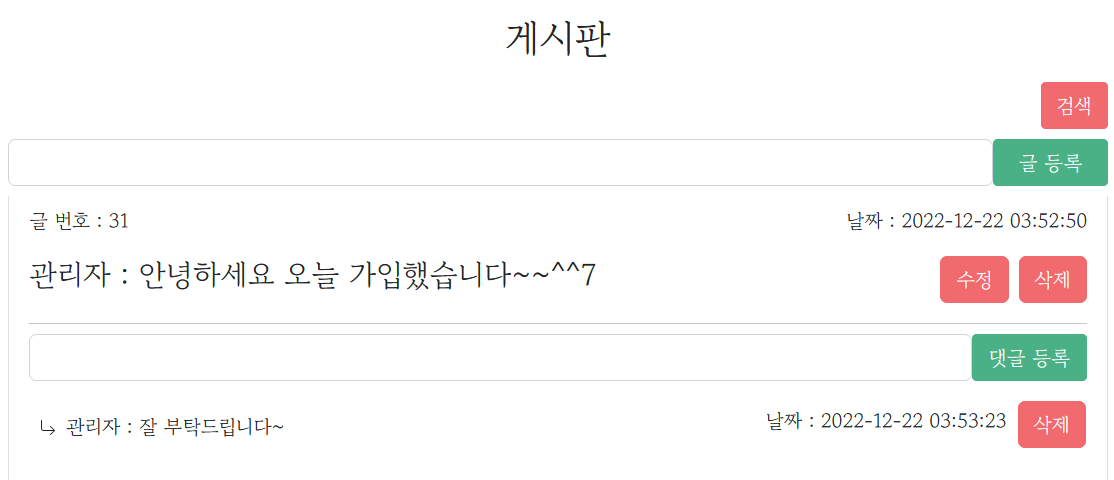 게시판
검색
글 등록
글 번호 : 31 날짜 : 2022-12-22 03:52:50
관리자 : 안녕하세요 오늘 가입했습니다~~^^7 수정 삭제
댓글 등록
관리자 : 잘 부탁드립니다~ 날짜 : 2022-12-22 03:53:23 삭제